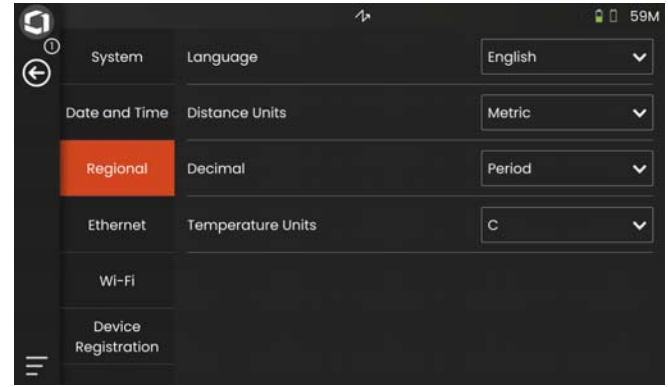 59M
1
System
Language
English
Date and Time
Distance Units
Metric
Regional
Decimal
Period
Ethernet
Temperature Units
C
Wi-Fi
Device
Registration